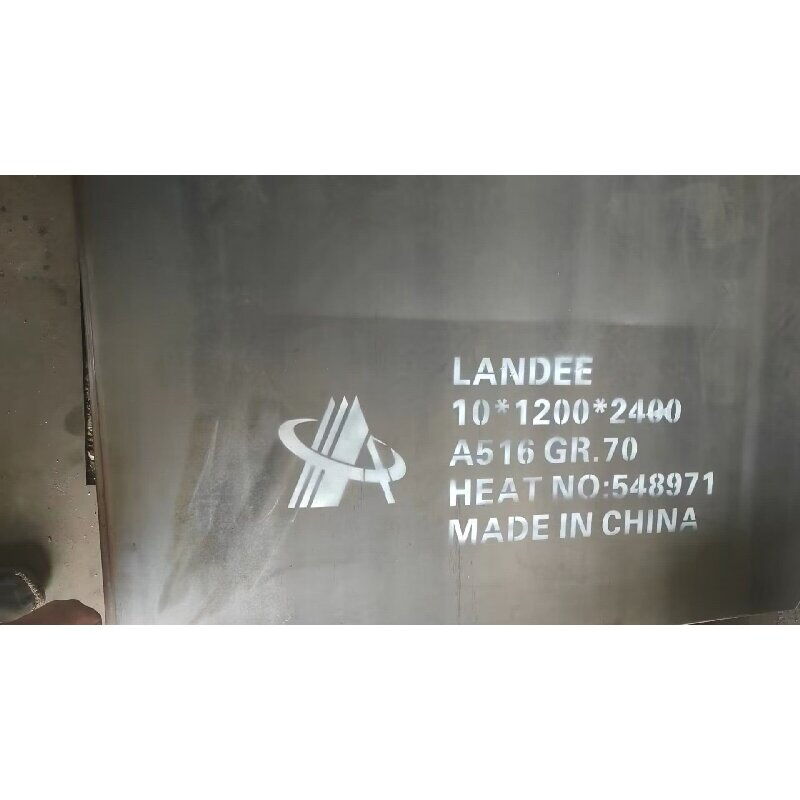 LANDEE
10*1200*2400
A516 GR.70
HEAT NO:548971
MADE IN CHINA